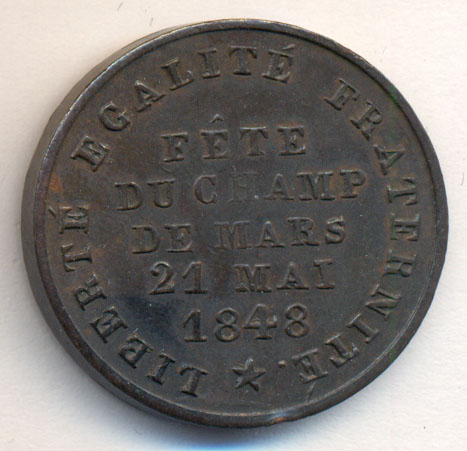 LIBERTÉ EGALITÉ FRATERNITÉ.
FÊTE
DU CHAMP
DE MARS
21 MAI
1848